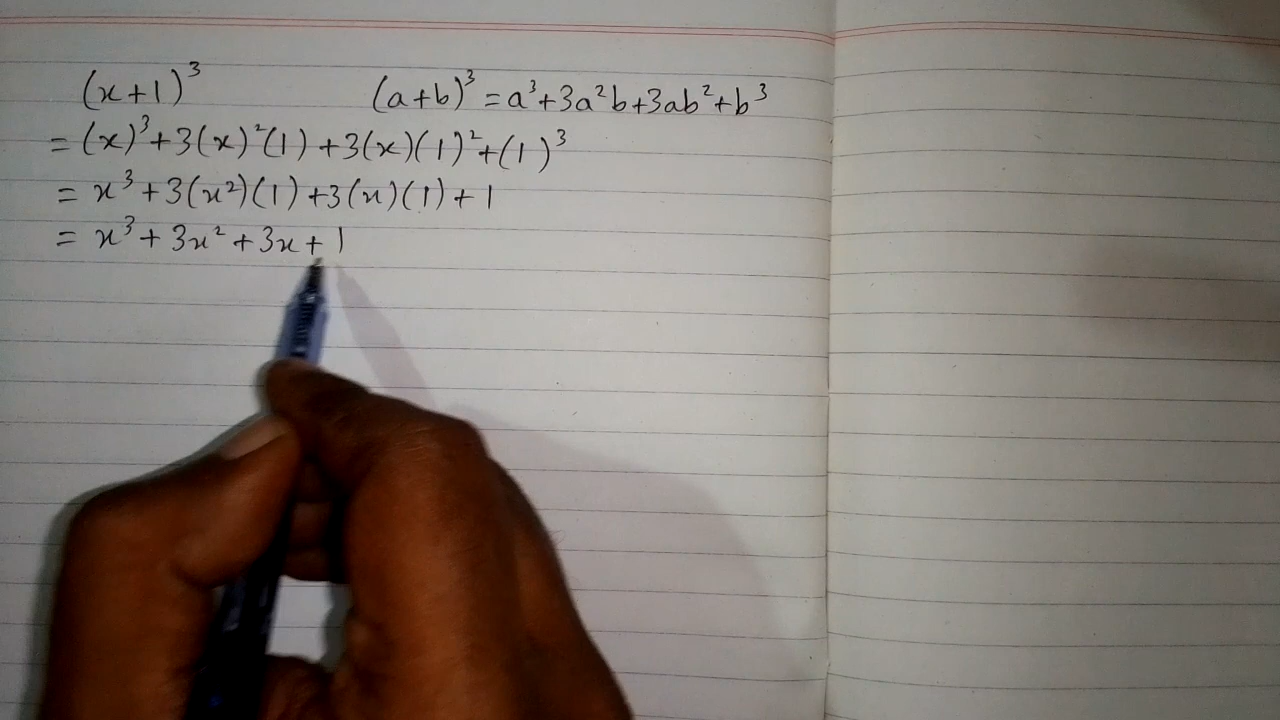 (x+1)³ (a+b)³ = a³+3a²b+3ab²+b³
= (x)³+3(x)²(1)+3(x)(1)²+(1)³
= x³+3(x²)(1)+3(x)(1)+1
= x³+3x²+3x+1